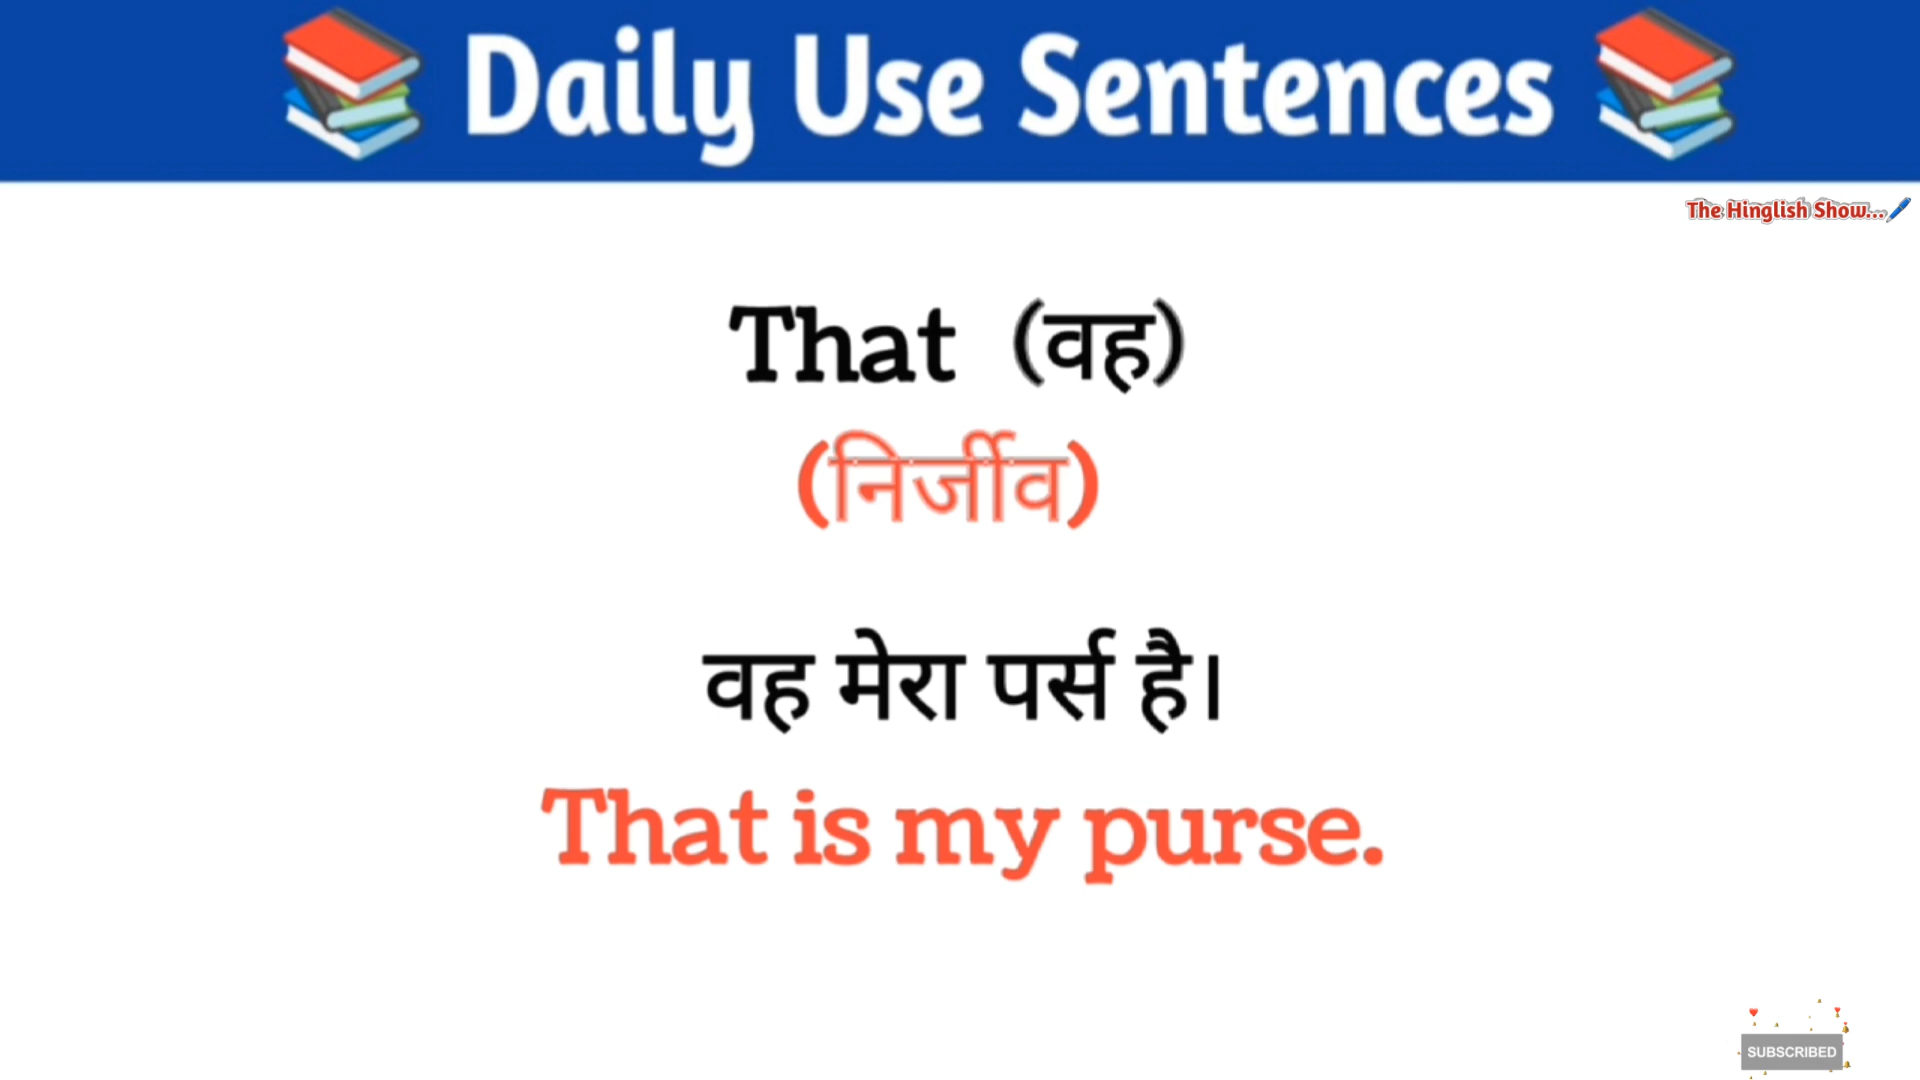 Daily Use Sentences
The Hinglish Show...
That (वह)
(निर्जीव)
वह मेरा पर्स है।
That is my purse.
SUBSCRIBED